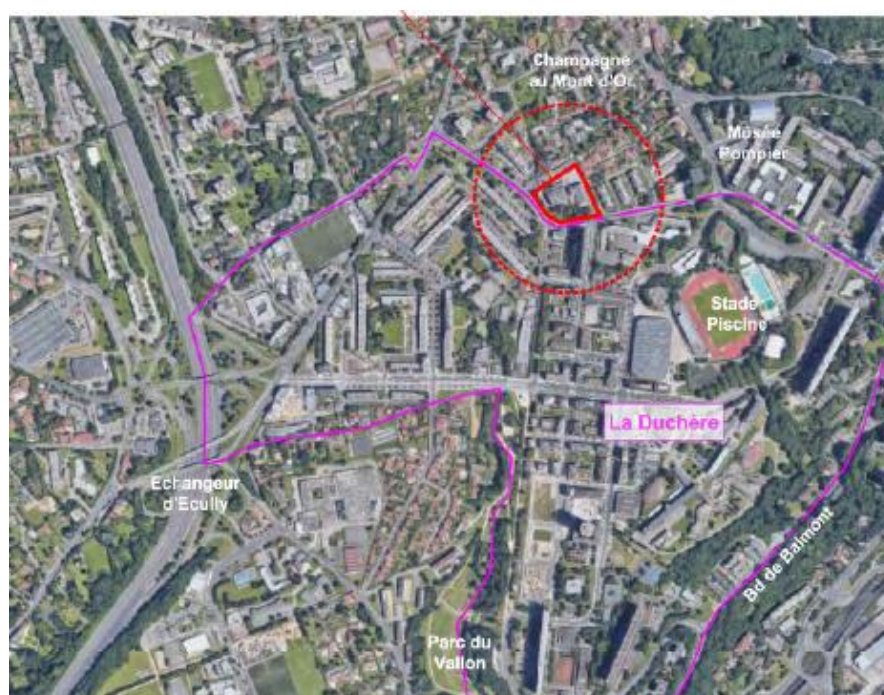 Champagne
au Mont d'Or
Musée
Pompier
Stade
Piscine
La Duchère
Echangeur
d'Ecully
Bd de Balmont
Parc du
Vallon